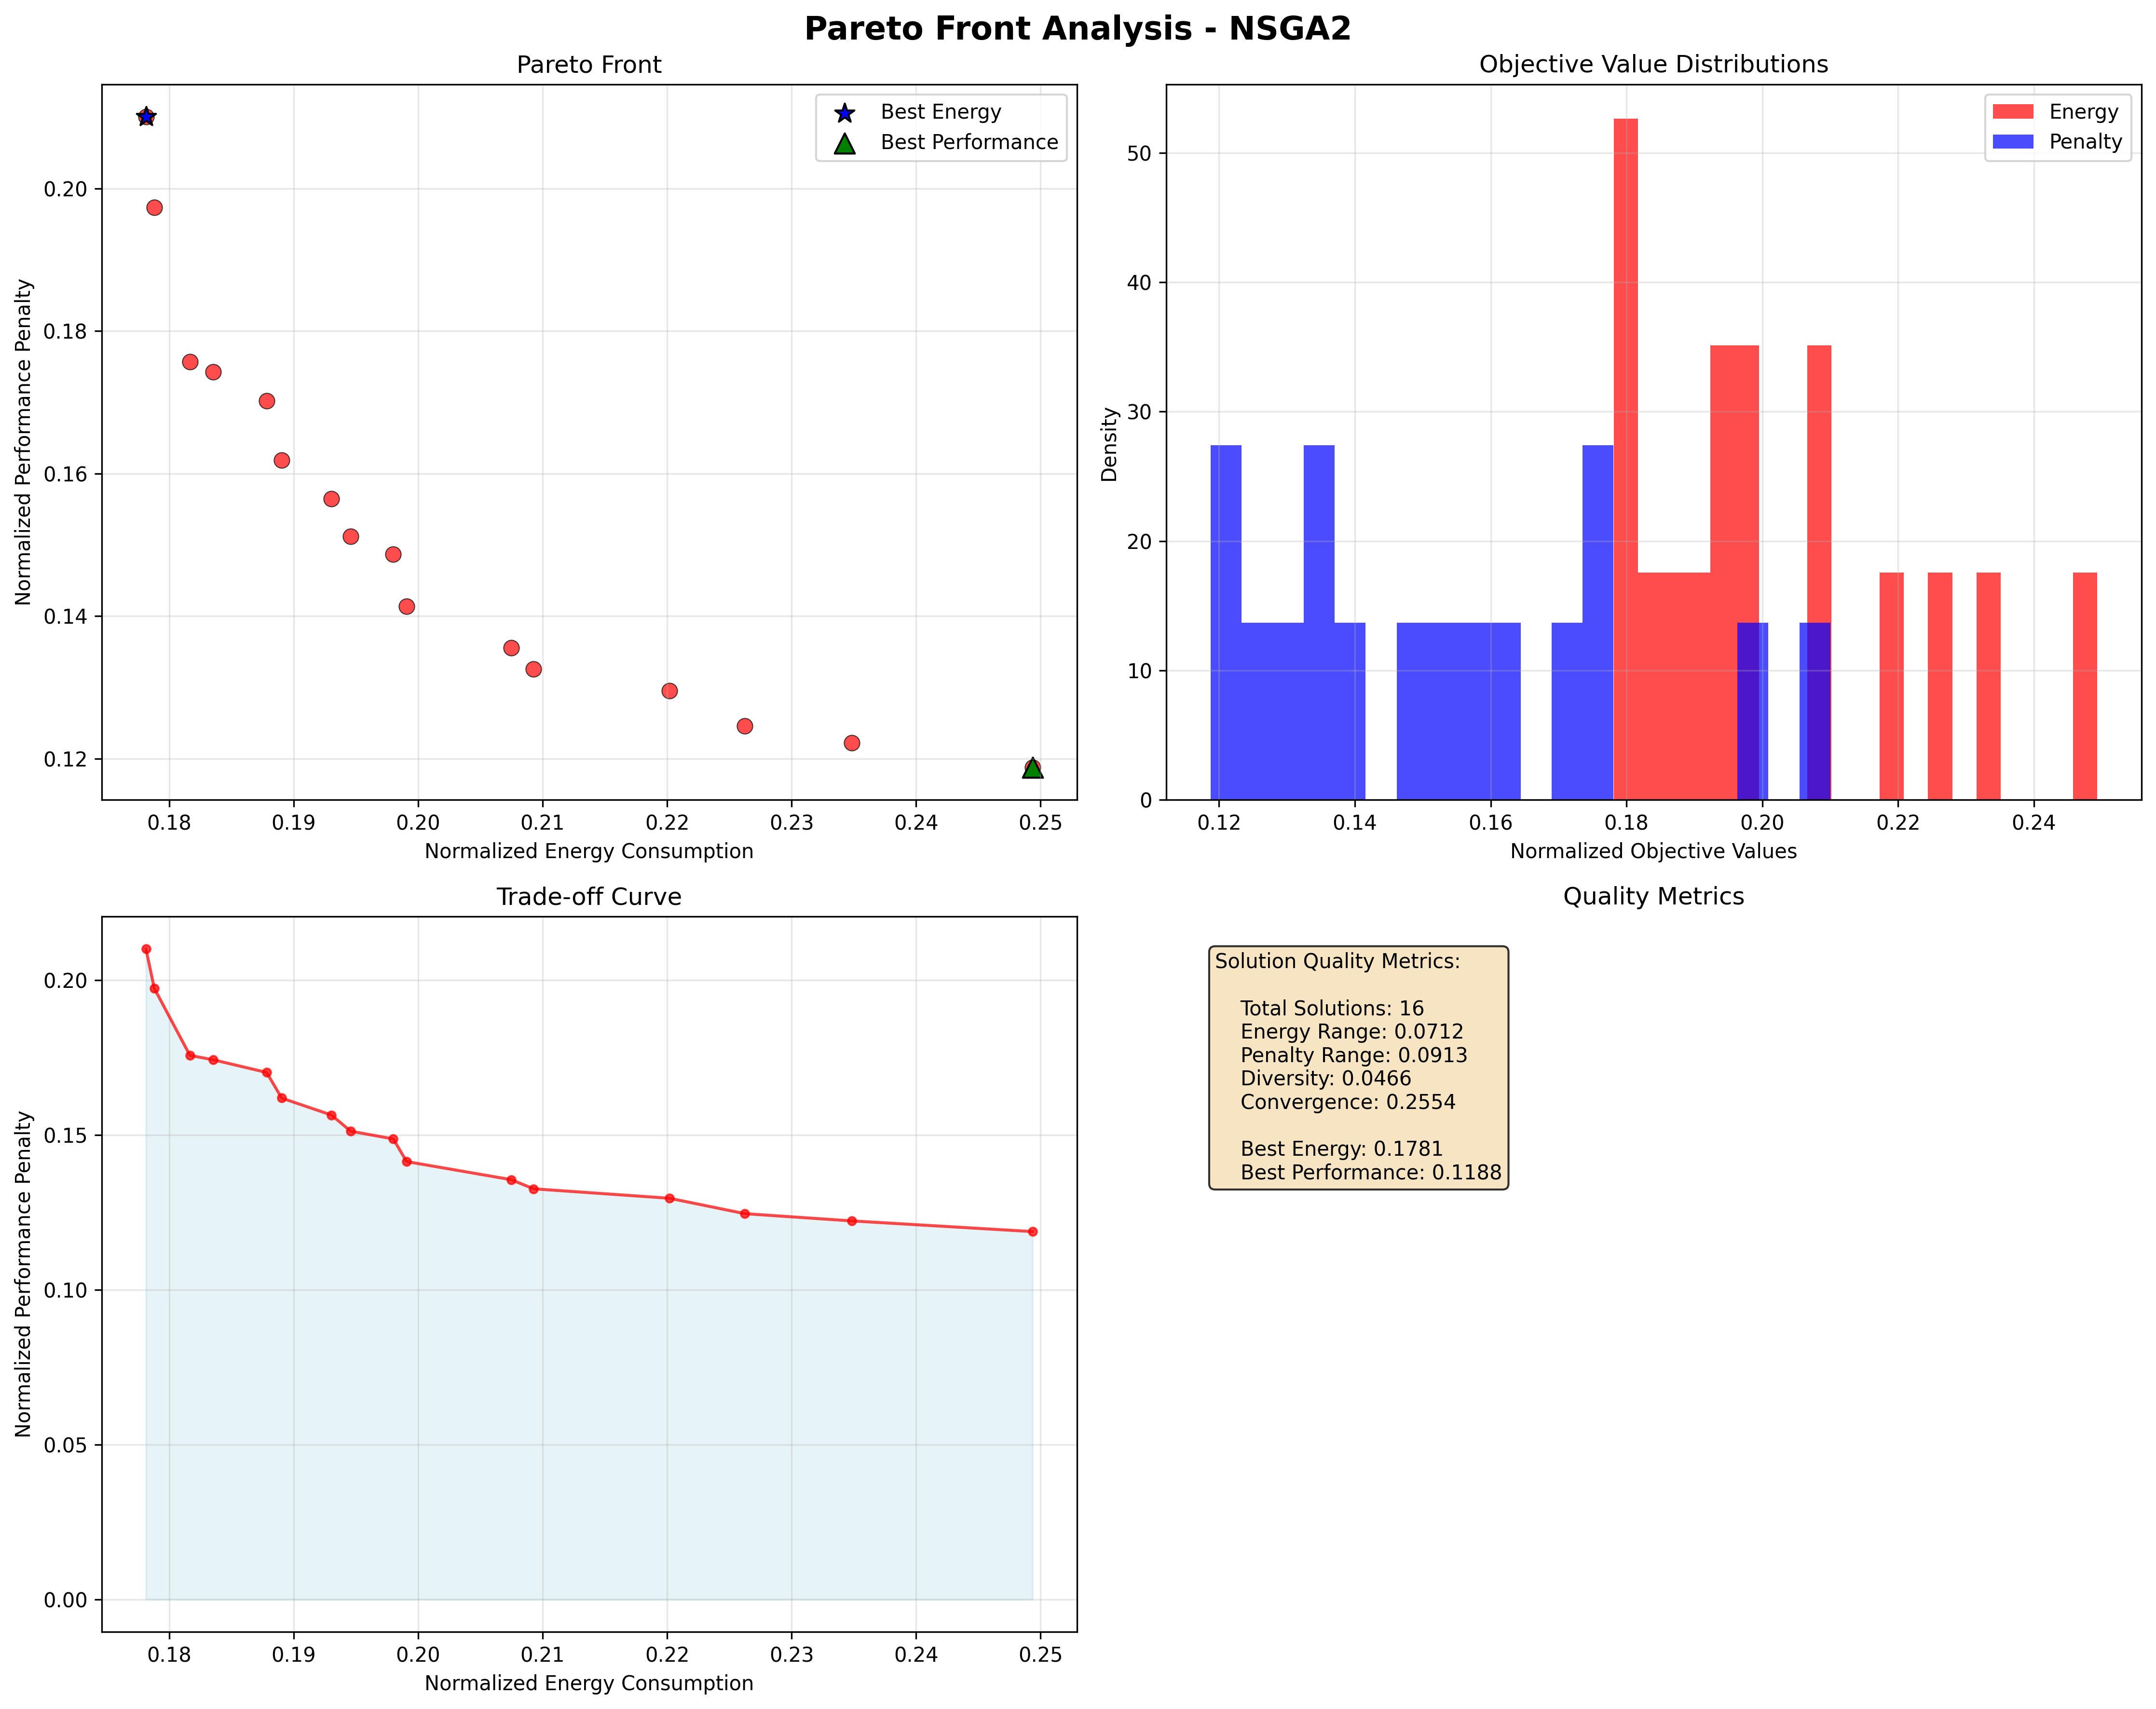 Pareto Front Analysis - NSGA2
Pareto Front
Normalized Performance Penalty
0.20
0.18
0.16
0.14
0.12
Best Energy
Best Performance
0.18 0.19 0.20 0.21 0.22 0.23 0.24 0.25
Normalized Energy Consumption
Objective Value Distributions
Density
50
40
30
20
10
0
Energy
Penalty
0.12 0.14 0.16 0.18 0.20 0.22 0.24
Normalized Objective Values
Trade-off Curve
Normalized Performance Penalty
0.20
0.15
0.10
0.05
0.00
0.18 0.19 0.20 0.21 0.22 0.23 0.24 0.25
Normalized Energy Consumption
Quality Metrics
Solution Quality Metrics:
Total Solutions: 16
Energy Range: 0.0712
Penalty Range: 0.0913
Diversity: 0.0466
Convergence: 0.2554
Best Energy: 0.1781
Best Performance: 0.1188